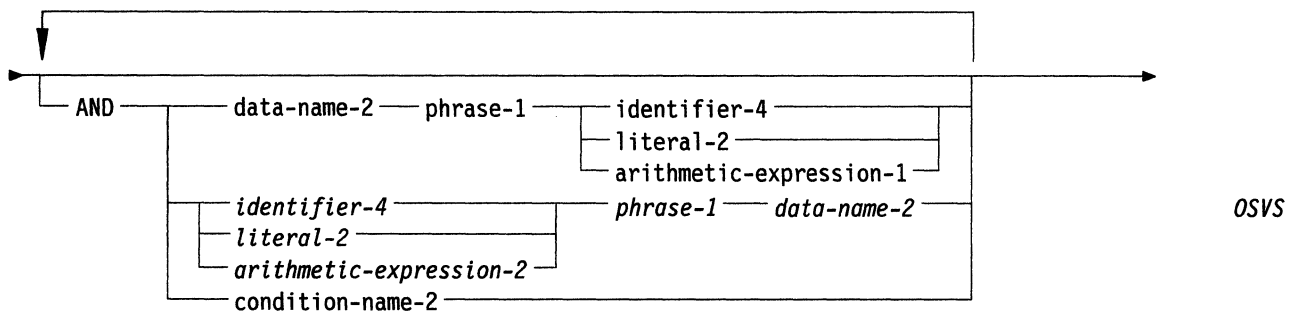 AND data-name-2 phrase-1 identifier-4
literal-2
arithmetic-expression-1
identifier-4 phrase-1 data-name-2 OSVS
literal-2
arithmetic-expression-2
condition-name-2